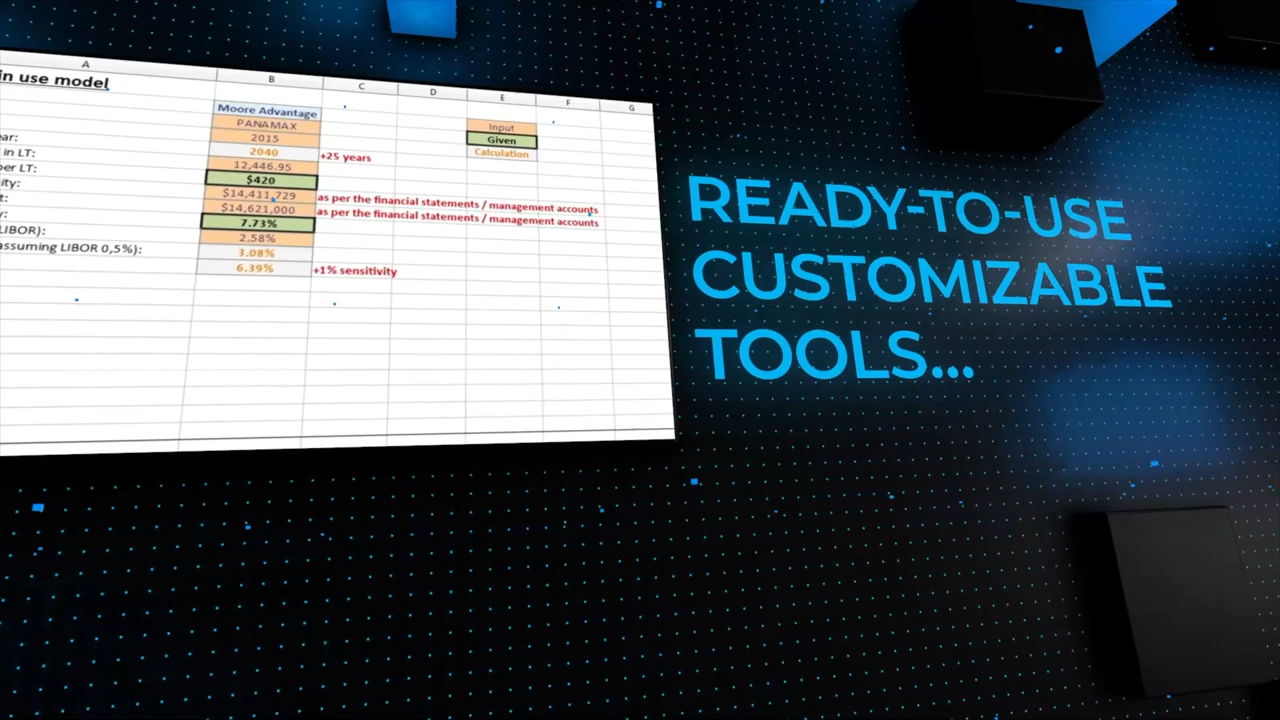 A B C D E F G
in use model
Moore Advantage
PANAMAX Input
ear: 2015 Given
in LT: 2040 +25 years Calculation
per LT: 12,446.95
ity: $420
t: $14,411,729 as per the financial statements / management accounts
y: $14,621,000 as per the financial statements / management accounts
LIBOR): 7.73%
2.58%
assuming LIBOR 0,5%): 3.08%
6.39% +1% sensitivity
READY-TO-USE
CUSTOMIZABLE
TOOLS...